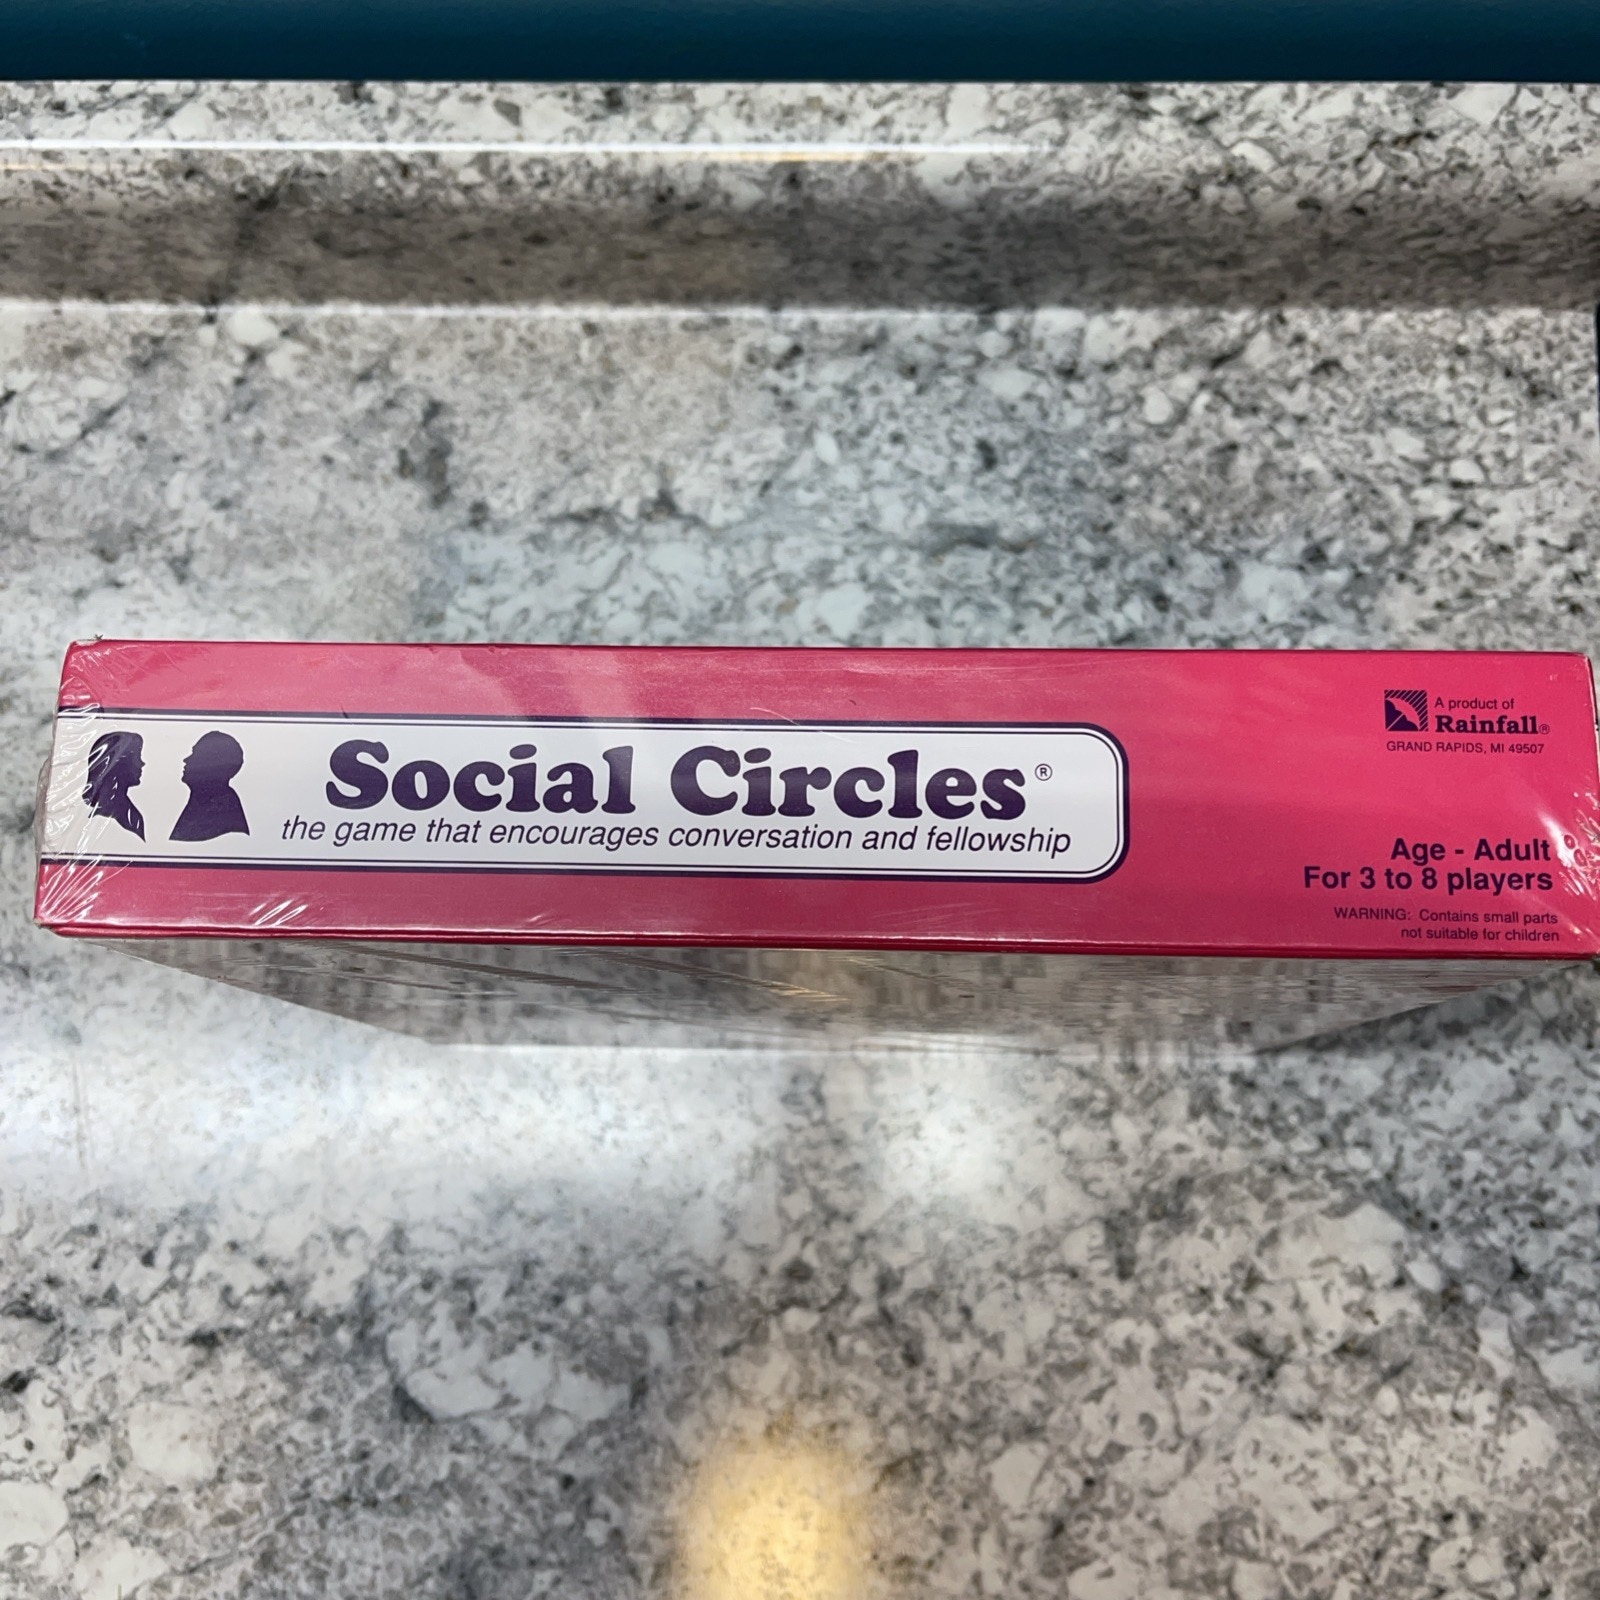 Social Circles®
the game that encourages conversation and fellowship
A product of
Rainfall®
GRAND RAPIDS, MI 49507
Age - Adult
For 3 to 8 players
WARNING: Contains small parts
not suitable for children